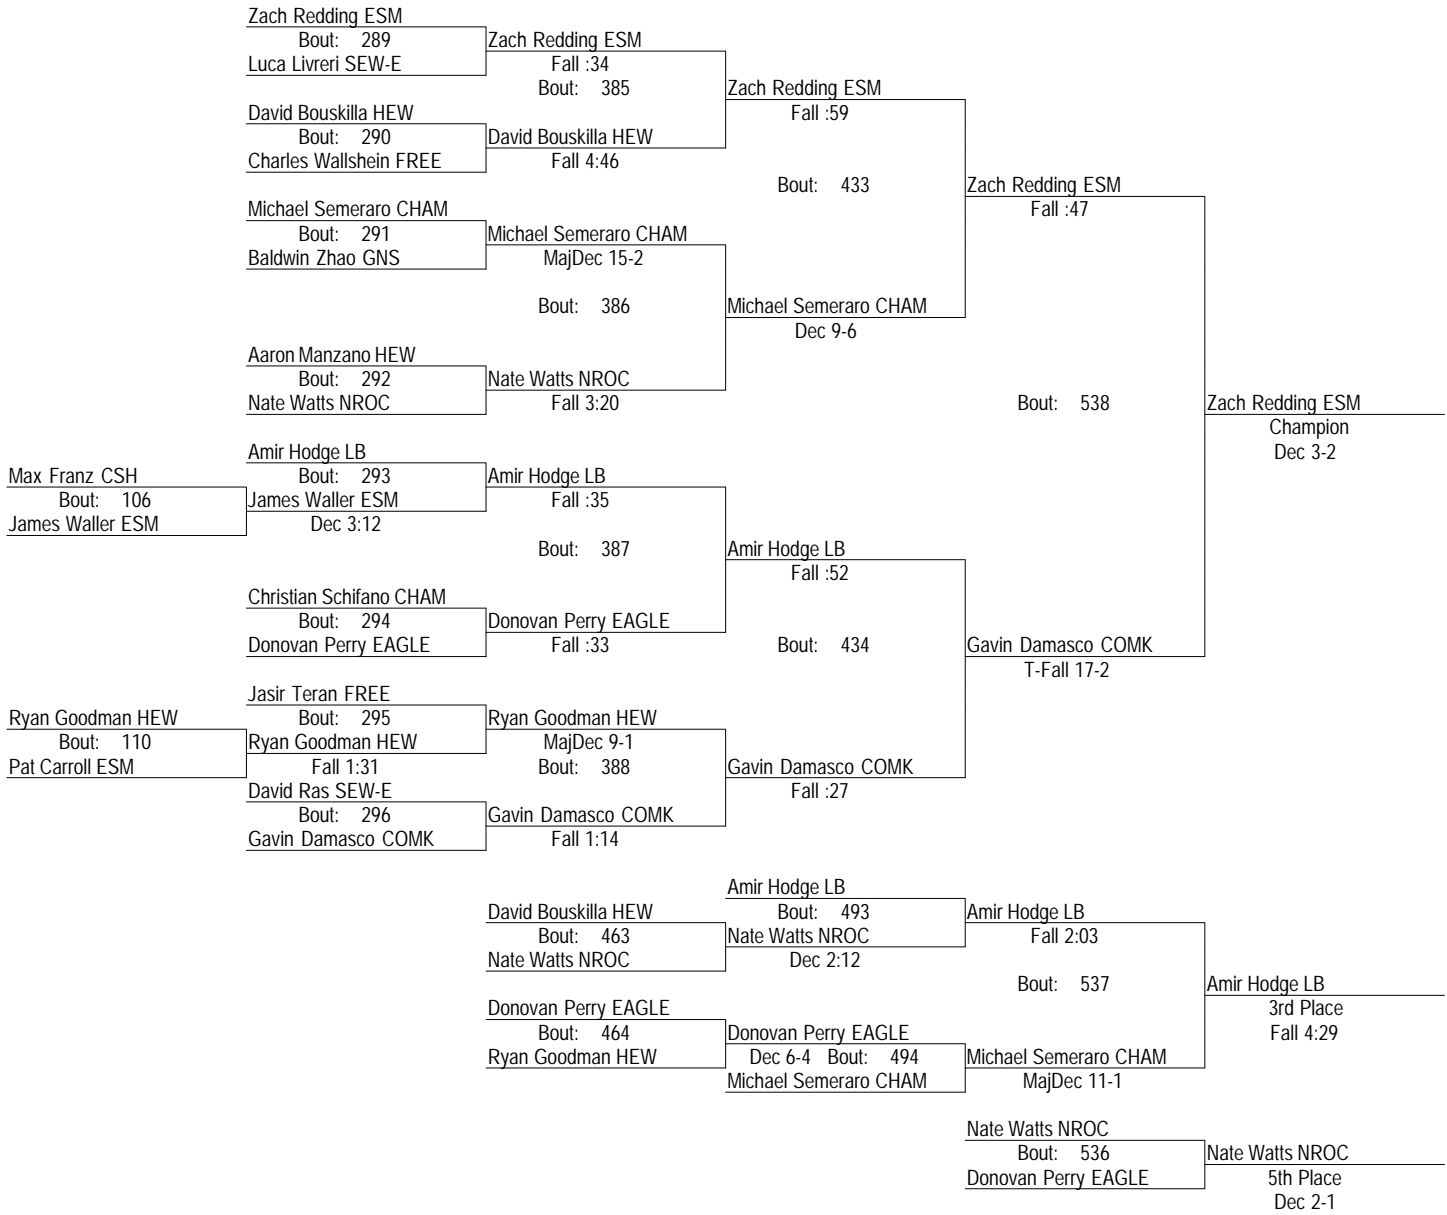 Zach Redding ESM
Bout: 289
Luca Livreri SEW-E
Zach Redding ESM
Fall :34
Bout: 385
David Bouskilla HEW
Bout: 290
Charles Wallshein FREE
David Bouskilla HEW
Fall 4:46
Zach Redding ESM
Fall :59
Bout: 433
Michael Semeraro CHAM
Bout: 291
Baldwin Zhao GNS
Michael Semeraro CHAM
MajDec 15-2
Bout: 386
Aaron Manzano HEW
Bout: 292
Nate Watts NROC
Nate Watts NROC
Fall 3:20
Michael Semeraro CHAM
Dec 9-6
Zach Redding ESM
Fall :47
Bout: 538
Zach Redding ESM
Champion
Dec 3-2
Max Franz CSH
Bout: 106
James Waller ESM
Amir Hodge LB
Bout: 293
James Waller ESM
Dec 3:12
Amir Hodge LB
Fall :35
Bout: 387
Christian Schifano CHAM
Bout: 294
Donovan Perry EAGLE
Donovan Perry EAGLE
Fall :33
Amir Hodge LB
Fall :52
Bout: 434
Ryan Goodman HEW
Bout: 110
Pat Carroll ESM
Jasir Teran FREE
Bout: 295
Ryan Goodman HEW
Fall 1:31
Ryan Goodman HEW
MajDec 9-1
Bout: 388
David Ras SEW-E
Bout: 296
Gavin Damasco COMK
Gavin Damasco COMK
Fall 1:14
Gavin Damasco COMK
Fall :27
Gavin Damasco COMK
T-Fall 17-2
David Bouskilla HEW
Bout: 463
Nate Watts NROC
Amir Hodge LB
Bout: 493
Nate Watts NROC
Dec 2:12
Amir Hodge LB
Fall 2:03
Bout: 537
Donovan Perry EAGLE
Bout: 464
Ryan Goodman HEW
Donovan Perry EAGLE
Dec 6-4 Bout: 494
Michael Semeraro CHAM
Michael Semeraro CHAM
MajDec 11-1
Amir Hodge LB
3rd Place
Fall 4:29
Nate Watts NROC
Bout: 536
Donovan Perry EAGLE
Nate Watts NROC
5th Place
Dec 2-1